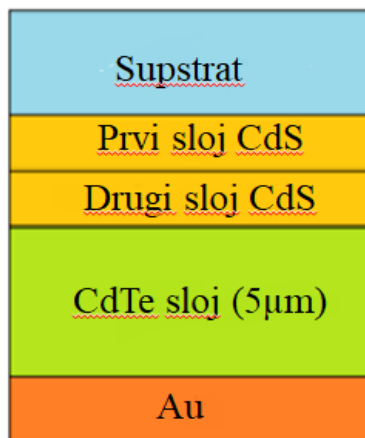 Supstrat
Prvi sloj CdS
Drugi sloj CdS
CdTe sloj (5μm)
Au